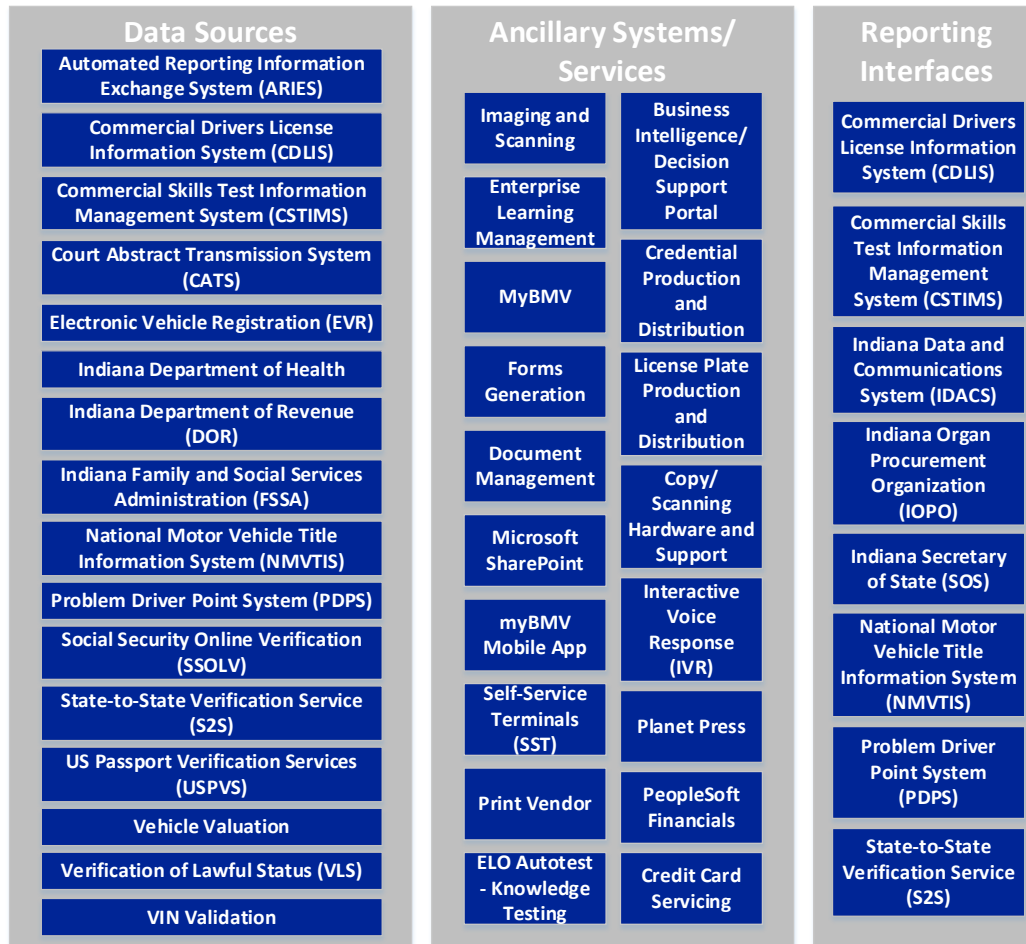 Data Sources
Automated Reporting Information
Exchange System (ARIES)
Commercial Drivers License
Information System (CDLIS)
Commercial Skills Test Information
Management System (CSTIMS)
Court Abstract Transmission System
(CATS)
Electronic Vehicle Registration (EVR)
Indiana Department of Health
Indiana Department of Revenue
(DOR)
Indiana Family and Social Services
Administration (FSSA)
National Motor Vehicle Title
Information System (NMVTIS)
Problem Driver Point System (PDPS)
Social Security Online Verification
(SSOLV)
State-to-State Verification Service
(S2S)
US Passport Verification Services
(USPVS)
Vehicle Valuation
Verification of Lawful Status (VLS)
VIN Validation
Ancillary Systems/
Services
Imaging and
Scanning
Enterprise
Learning
Management
MyBMV
Forms
Generation
Document
Management
Microsoft
SharePoint
myBMV
Mobile App
Self-Service
Terminals
(SST)
Print Vendor
ELO Autotest
- Knowledge
Testing
Business
Intelligence/
Decision
Support
Portal
Credential
Production
and
Distribution
License Plate
Production
and
Distribution
Copy/
Scanning
Hardware and
Support
Interactive
Voice
Response
(IVR)
Planet Press
PeopleSoft
Financials
Credit Card
Servicing
Reporting
Interfaces
Commercial Drivers
License Information
System (CDLIS)
Commercial Skills
Test Information
Management
System (CSTIMS)
Indiana Data and
Communications
System (IDACS)
Indiana Organ
Procurement
Organization
(IOPO)
Indiana Secretary
of State (SOS)
National Motor
Vehicle Title
Information System
(NMVTIS)
Problem Driver
Point System
(PDPS)
State-to-State
Verification Service
(S2S)